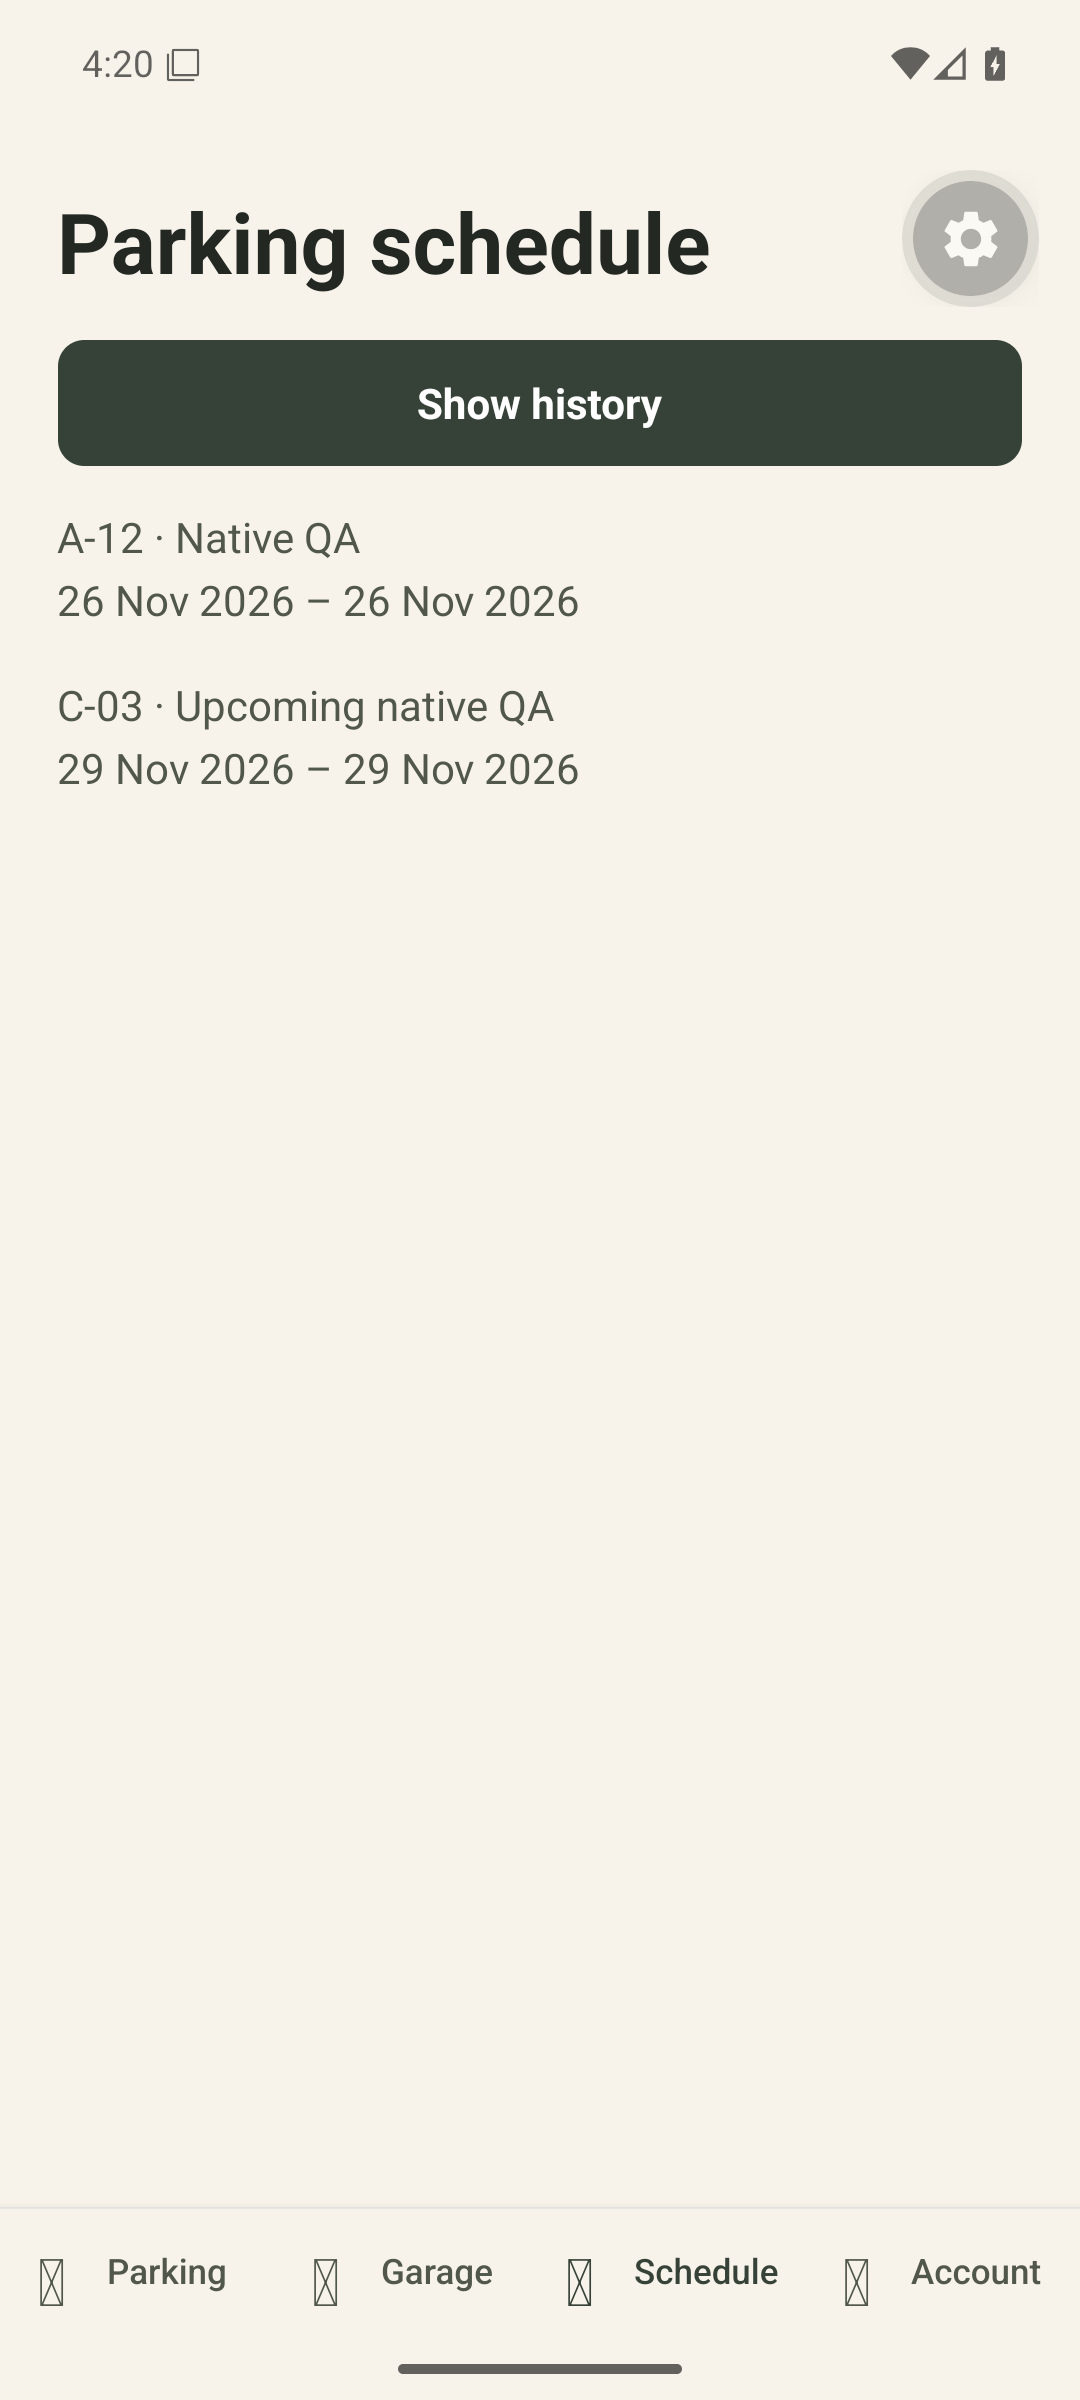 4:20
Parking schedule
Show history
A-12 · Native QA
26 Nov 2026 – 26 Nov 2026
C-03 · Upcoming native QA
29 Nov 2026 – 29 Nov 2026
Parking
Garage
Schedule
Account